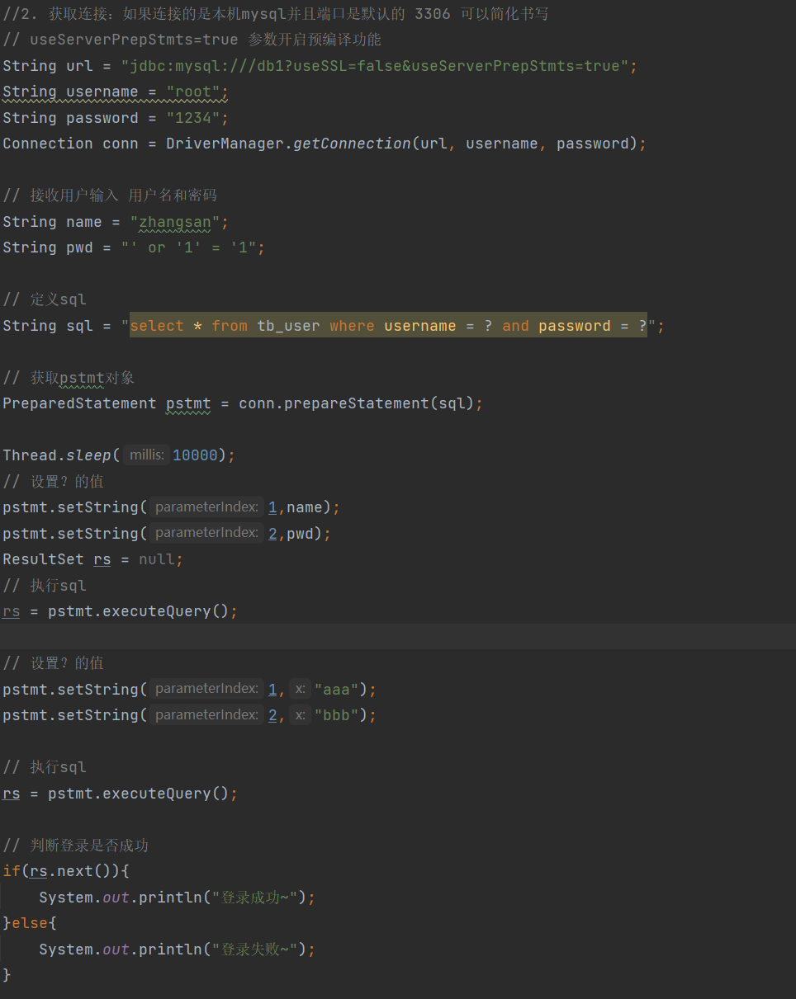 //2. 获取连接：如果连接的是本机mysql并且端口是默认的 3306 可以简化书写
// useServerPrepStmts=true 参数开启预编译功能
String url = "jdbc:mysql:///db1?useSSL=false&useServerPrepStmts=true";
String username = "root";
String password = "1234";
Connection conn = DriverManager.getConnection(url, username, password);
// 接收用户输入 用户名和密码
String name = "zhangsan";
String pwd = "' or '1' = '1";
// 定义sql
String sql = "select * from tb_user where username = ? and password = ?";
// 获取pstmt对象
PreparedStatement pstmt = conn.prepareStatement(sql);
Thread.sleep( millis: 10000);
// 设置？的值
pstmt.setString( parameterIndex: 1,name);
pstmt.setString( parameterIndex: 2,pwd);
ResultSet rs = null;
// 执行sql
rs = pstmt.executeQuery();
// 设置？的值
pstmt.setString( parameterIndex: 1, x: "aaa");
pstmt.setString( parameterIndex: 2, x: "bbb");
// 执行sql
rs = pstmt.executeQuery();
// 判断登录是否成功
if(rs.next()){
    System.out.println("登录成功~");
}else{
    System.out.println("登录失败~");
}